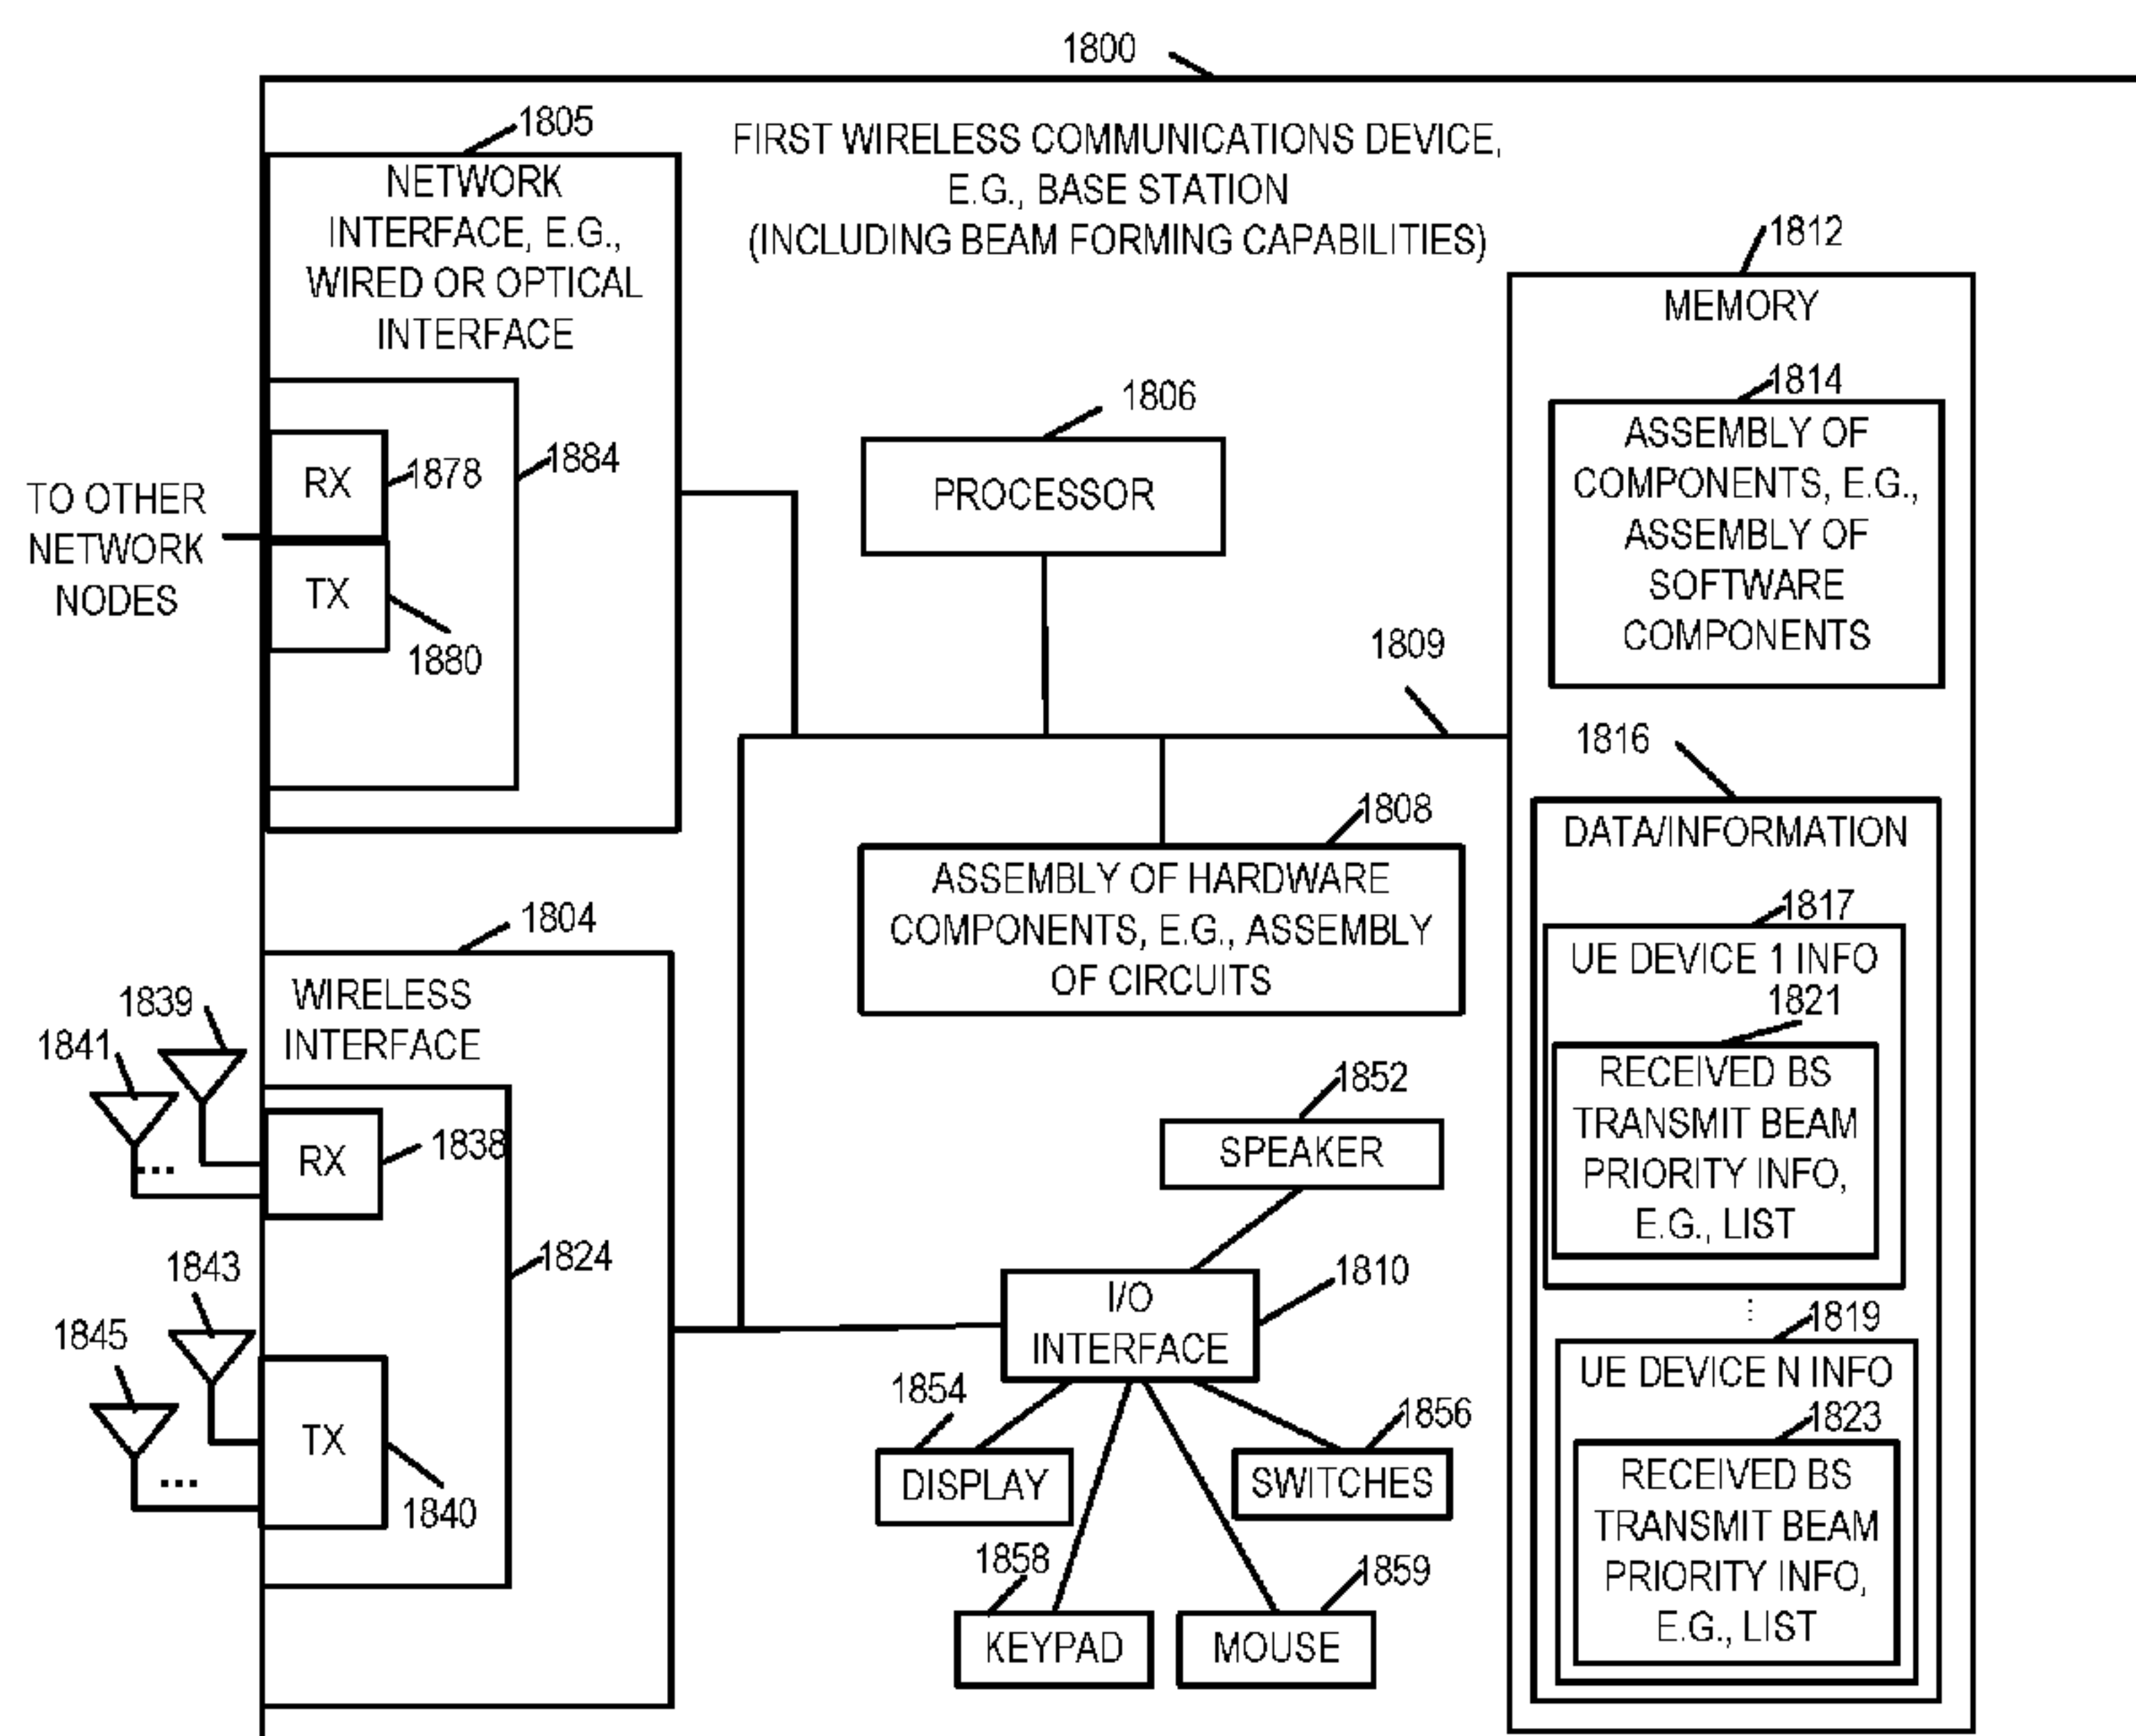 1800
FIRST WIRELESS COMMUNICATIONS DEVICE,
E.G., BASE STATION
(INCLUDING BEAM FORMING CAPABILITIES)
1805
NETWORK
INTERFACE, E.G.,
WIRED OR OPTICAL
INTERFACE
1884
RX
1878
TX
1880
TO OTHER
NETWORK
NODES
1806
PROCESSOR
1809
1808
ASSEMBLY OF HARDWARE
COMPONENTS, E.G., ASSEMBLY
OF CIRCUITS
1804
WIRELESS
INTERFACE
1839
1841
...
RX
1838
1824
1843
1845
...
TX
1840
1852
SPEAKER
1810
I/O
INTERFACE
1854
DISPLAY
1856
SWITCHES
1858
KEYPAD
1859
MOUSE
1812
MEMORY
1814
ASSEMBLY OF
COMPONENTS, E.G.,
ASSEMBLY OF
SOFTWARE
COMPONENTS
1816
DATA/INFORMATION
1817
UE DEVICE 1 INFO
1821
RECEIVED BS
TRANSMIT BEAM
PRIORITY INFO,
E.G., LIST
⋮
1819
UE DEVICE N INFO
1823
RECEIVED BS
TRANSMIT BEAM
PRIORITY INFO,
E.G., LIST